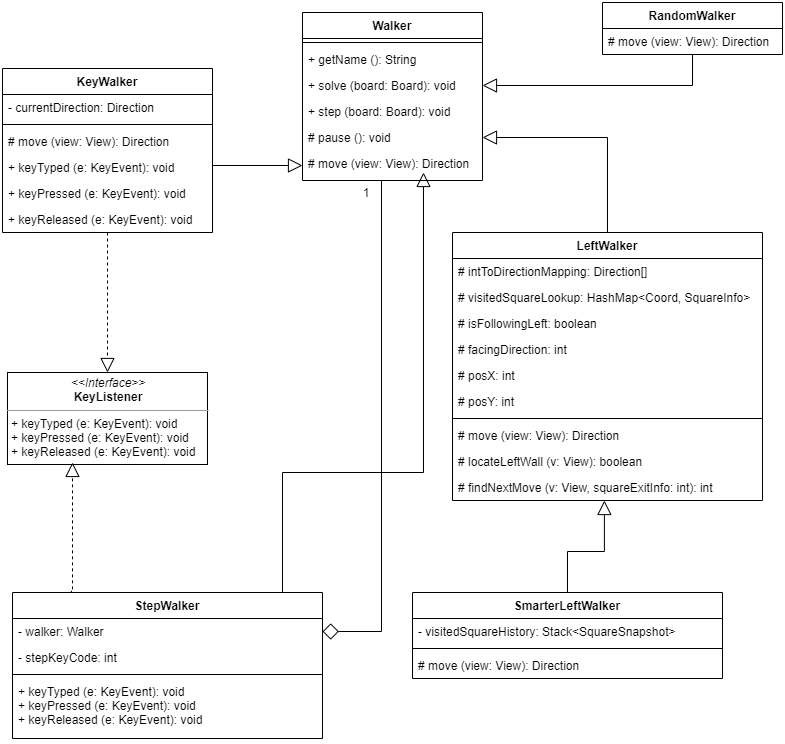 Walker
+ getName (): String
+ solve (board: Board): void
+ step (board: Board): void
# pause (): void
# move (view: View): Direction
1
RandomWalker
# move (view: View): Direction
KeyWalker
- currentDirection: Direction
# move (view: View): Direction
+ keyTyped (e: KeyEvent): void
+ keyPressed (e: KeyEvent): void
+ keyReleased (e: KeyEvent): void
LeftWalker
# intToDirectionMapping: Direction[]
# visitedSquareLookup: HashMap<Coord, SquareInfo>
# isFollowingLeft: boolean
# facingDirection: int
# posX: int
# posY: int
# move (view: View): Direction
# locateLeftWall (v: View): boolean
# findNextMove (v: View, squareExitInfo: int): int
<<Interface>>
KeyListener
+ keyTyped (e: KeyEvent): void
+ keyPressed (e: KeyEvent): void
+ keyReleased (e: KeyEvent): void
StepWalker
- walker: Walker
- stepKeyCode: int
+ keyTyped (e: KeyEvent): void
+ keyPressed (e: KeyEvent): void
+ keyReleased (e: KeyEvent): void
SmarterLeftWalker
- visitedSquareHistory: Stack<SquareSnapshot>
# move (view: View): Direction